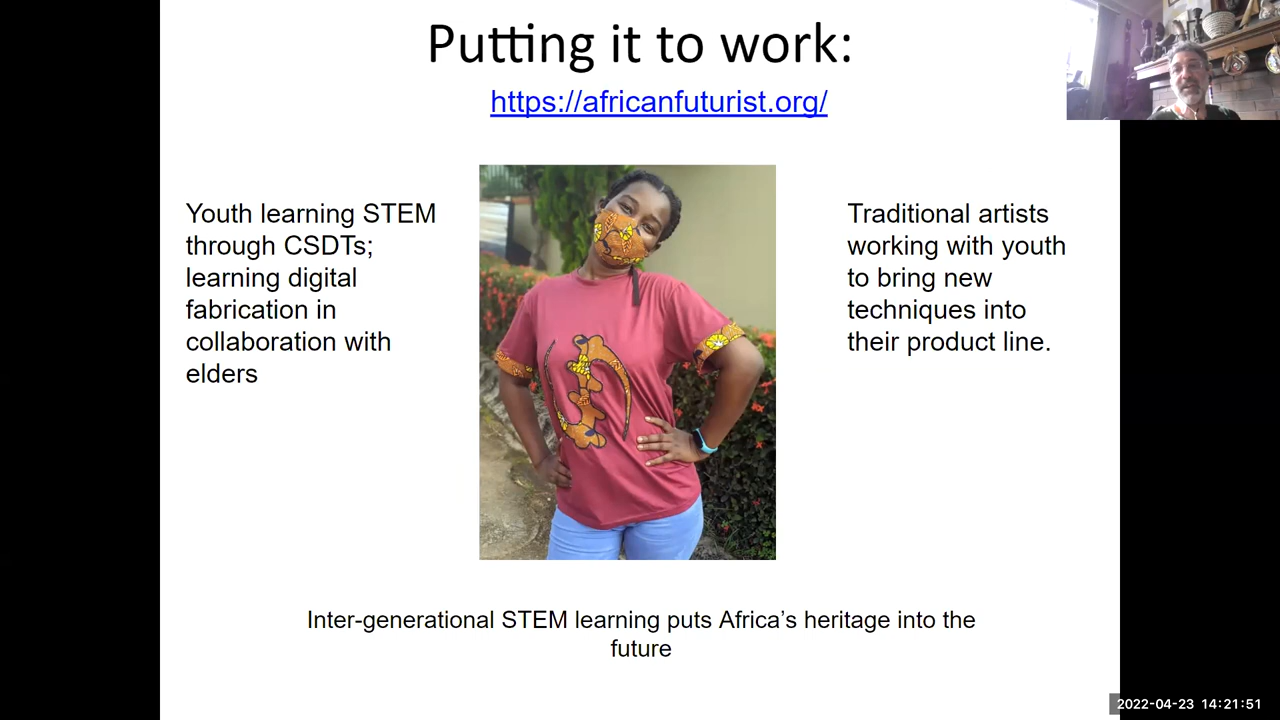 Putting it to work:
https://africanfuturist.org/
Youth learning STEM
through CSDTs;
learning digital
fabrication in
collaboration with
elders
Traditional artists
working with youth
to bring new
techniques into
their product line.
Inter-generational STEM learning puts Africa's heritage into the
future
2022-04-23 14:21:51